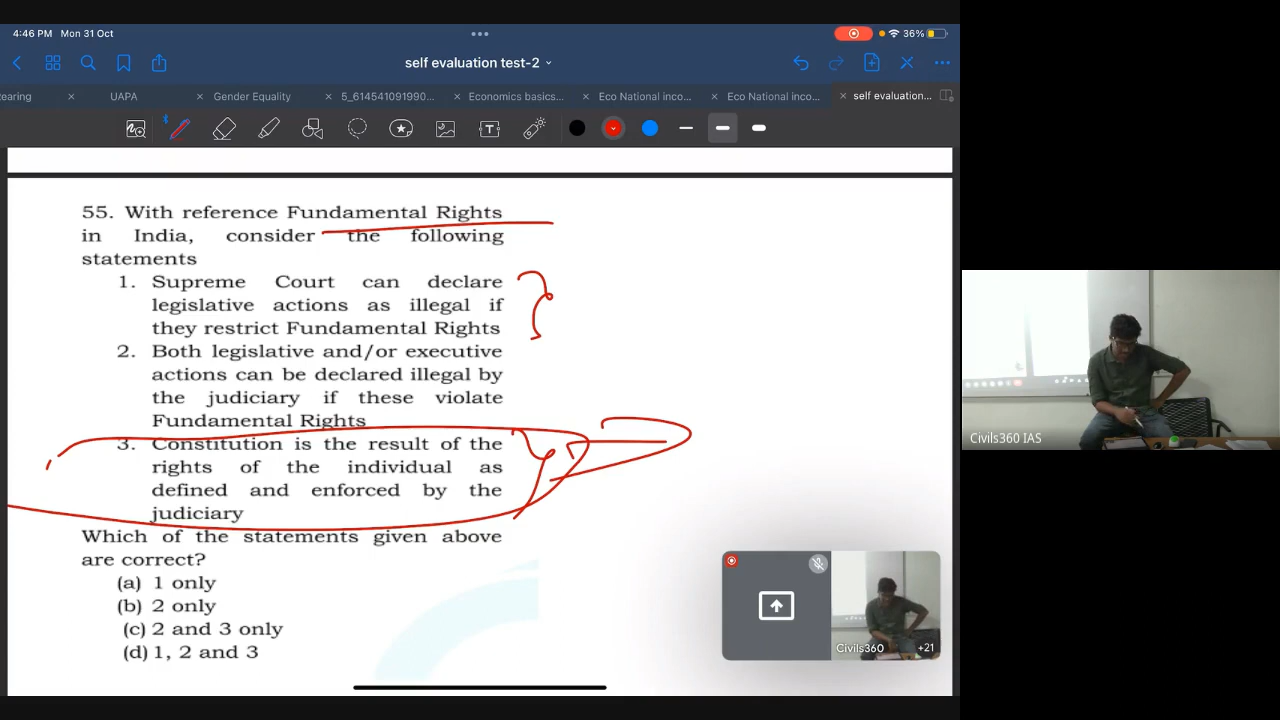 4:46 PM Mon 31 Oct
36%
self evaluation test-2
earing
UAPA
Gender Equality
5_614541091990...
Economics basics...
Eco National inco...
Eco National inco...
self evaluation...
55. With reference Fundamental Rights
in India, consider the following
statements
1. Supreme Court can declare
legislative actions as illegal if
they restrict Fundamental Rights
2. Both legislative and/or executive
actions can be declared illegal by
the judiciary if these violate
Fundamental Rights
3. Constitution is the result of the
rights of the individual as
defined and enforced by the
judiciary
Which of the statements given above
are correct?
(a) 1 only
(b) 2 only
(c) 2 and 3 only
(d) 1, 2 and 3
Civils360
+21
Civils360 IAS